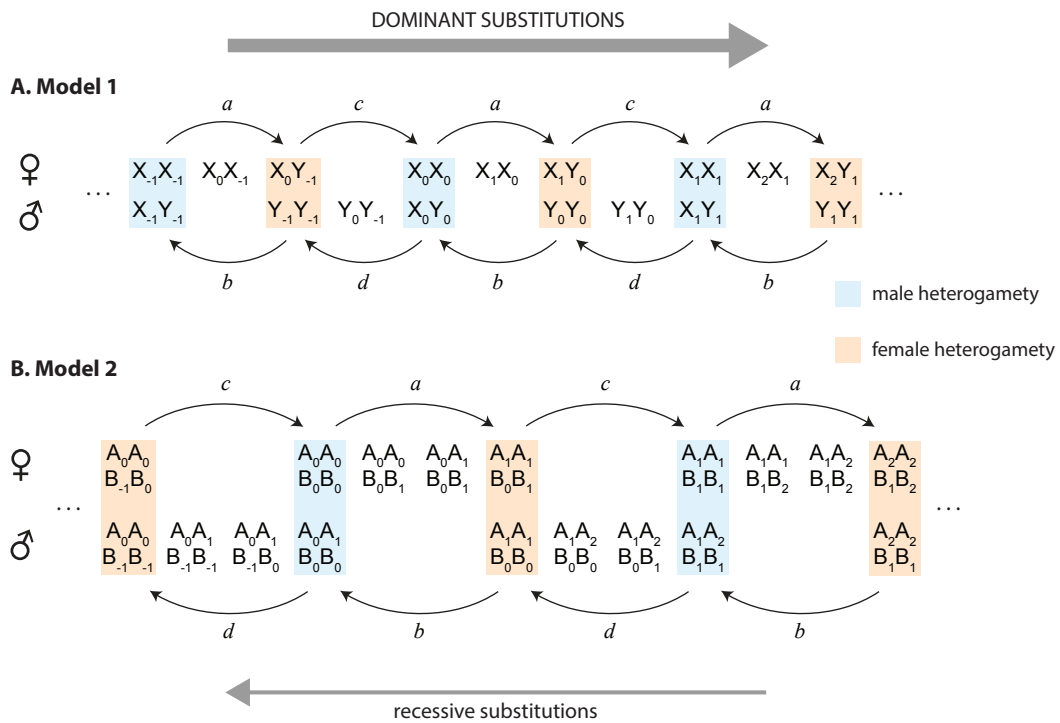 DOMINANT SUBSTITUTIONS
A. Model 1
a c a c a
♀ X₋₁X₋₁ X₀X₋₁ X₀Y₋₁ X₀X₀ X₁X₀ X₁Y₀ X₁X₁ X₂X₁ X₂Y₁
... ...
♂ X₋₁Y₋₁ Y₋₁Y₋₁ Y₀Y₋₁ X₀Y₀ Y₀Y₀ Y₁Y₀ X₁Y₁ Y₁Y₁
b d b d b
male heterogamety
female heterogamety
B. Model 2
c a c a
♀ A₀A₀ A₀A₀ A₀A₀ A₀A₁ A₁A₁ A₁A₁ A₁A₁ A₁A₂ A₂A₂
B₋₁B₀ B₀B₀ B₀B₁ B₀B₁ B₀B₁ B₁B₁ B₁B₂ B₁B₂ B₁B₂
... ...
♂ A₀A₀ A₀A₁ A₀A₁ A₀A₁ A₁A₁ A₁A₂ A₁A₂ A₁A₂ A₂A₂
B₋₁B₋₁ B₋₁B₋₁ B₋₁B₀ B₀B₀ B₀B₀ B₀B₀ B₀B₁ B₁B₁ B₁B₁
d b d b
recessive substitutions